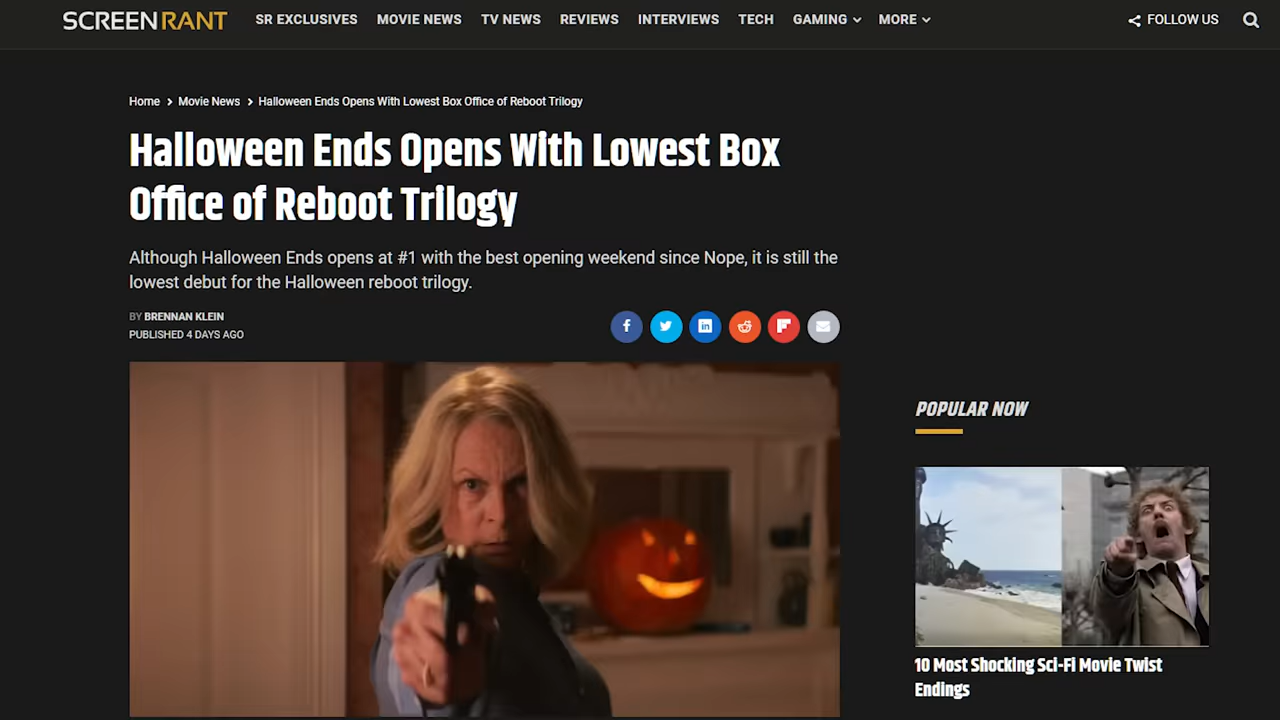 SCREENRANT SR EXCLUSIVES MOVIE NEWS TV NEWS REVIEWS INTERVIEWS TECH GAMING MORE FOLLOW US
Home > Movie News > Halloween Ends Opens With Lowest Box Office of Reboot Trilogy
Halloween Ends Opens With Lowest Box
Office of Reboot Trilogy
Although Halloween Ends opens at #1 with the best opening weekend since Nope, it is still the
lowest debut for the Halloween reboot trilogy.
BY BRENNAN KLEIN
PUBLISHED 4 DAYS AGO
POPULAR NOW
10 Most Shocking Sci-Fi Movie Twist
Endings